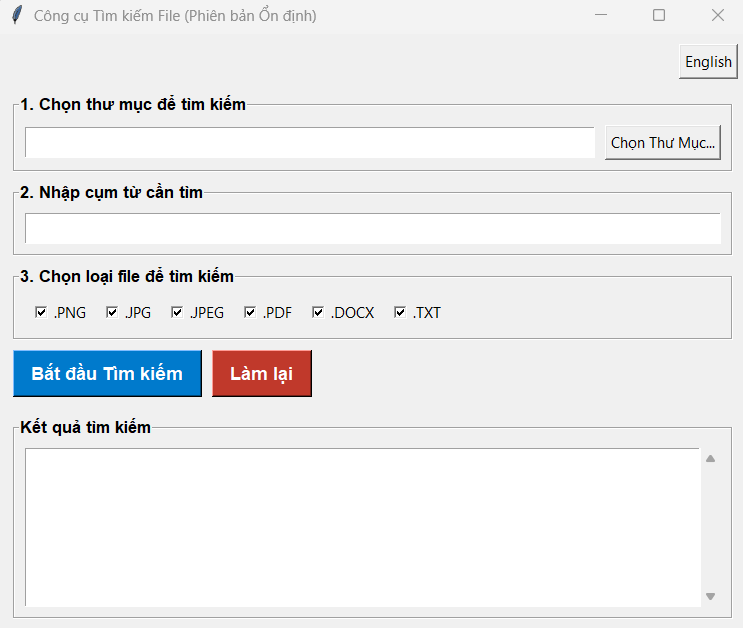 Công cụ Tìm kiếm File (Phiên bản Ổn định)
English
1. Chọn thư mục để tìm kiếm
Chọn Thư Mục...
2. Nhập cụm từ cần tìm
3. Chọn loại file để tìm kiếm
.PNG .JPG .JPEG .PDF .DOCX .TXT
Bắt đầu Tìm kiếm Làm lại
Kết quả tìm kiếm